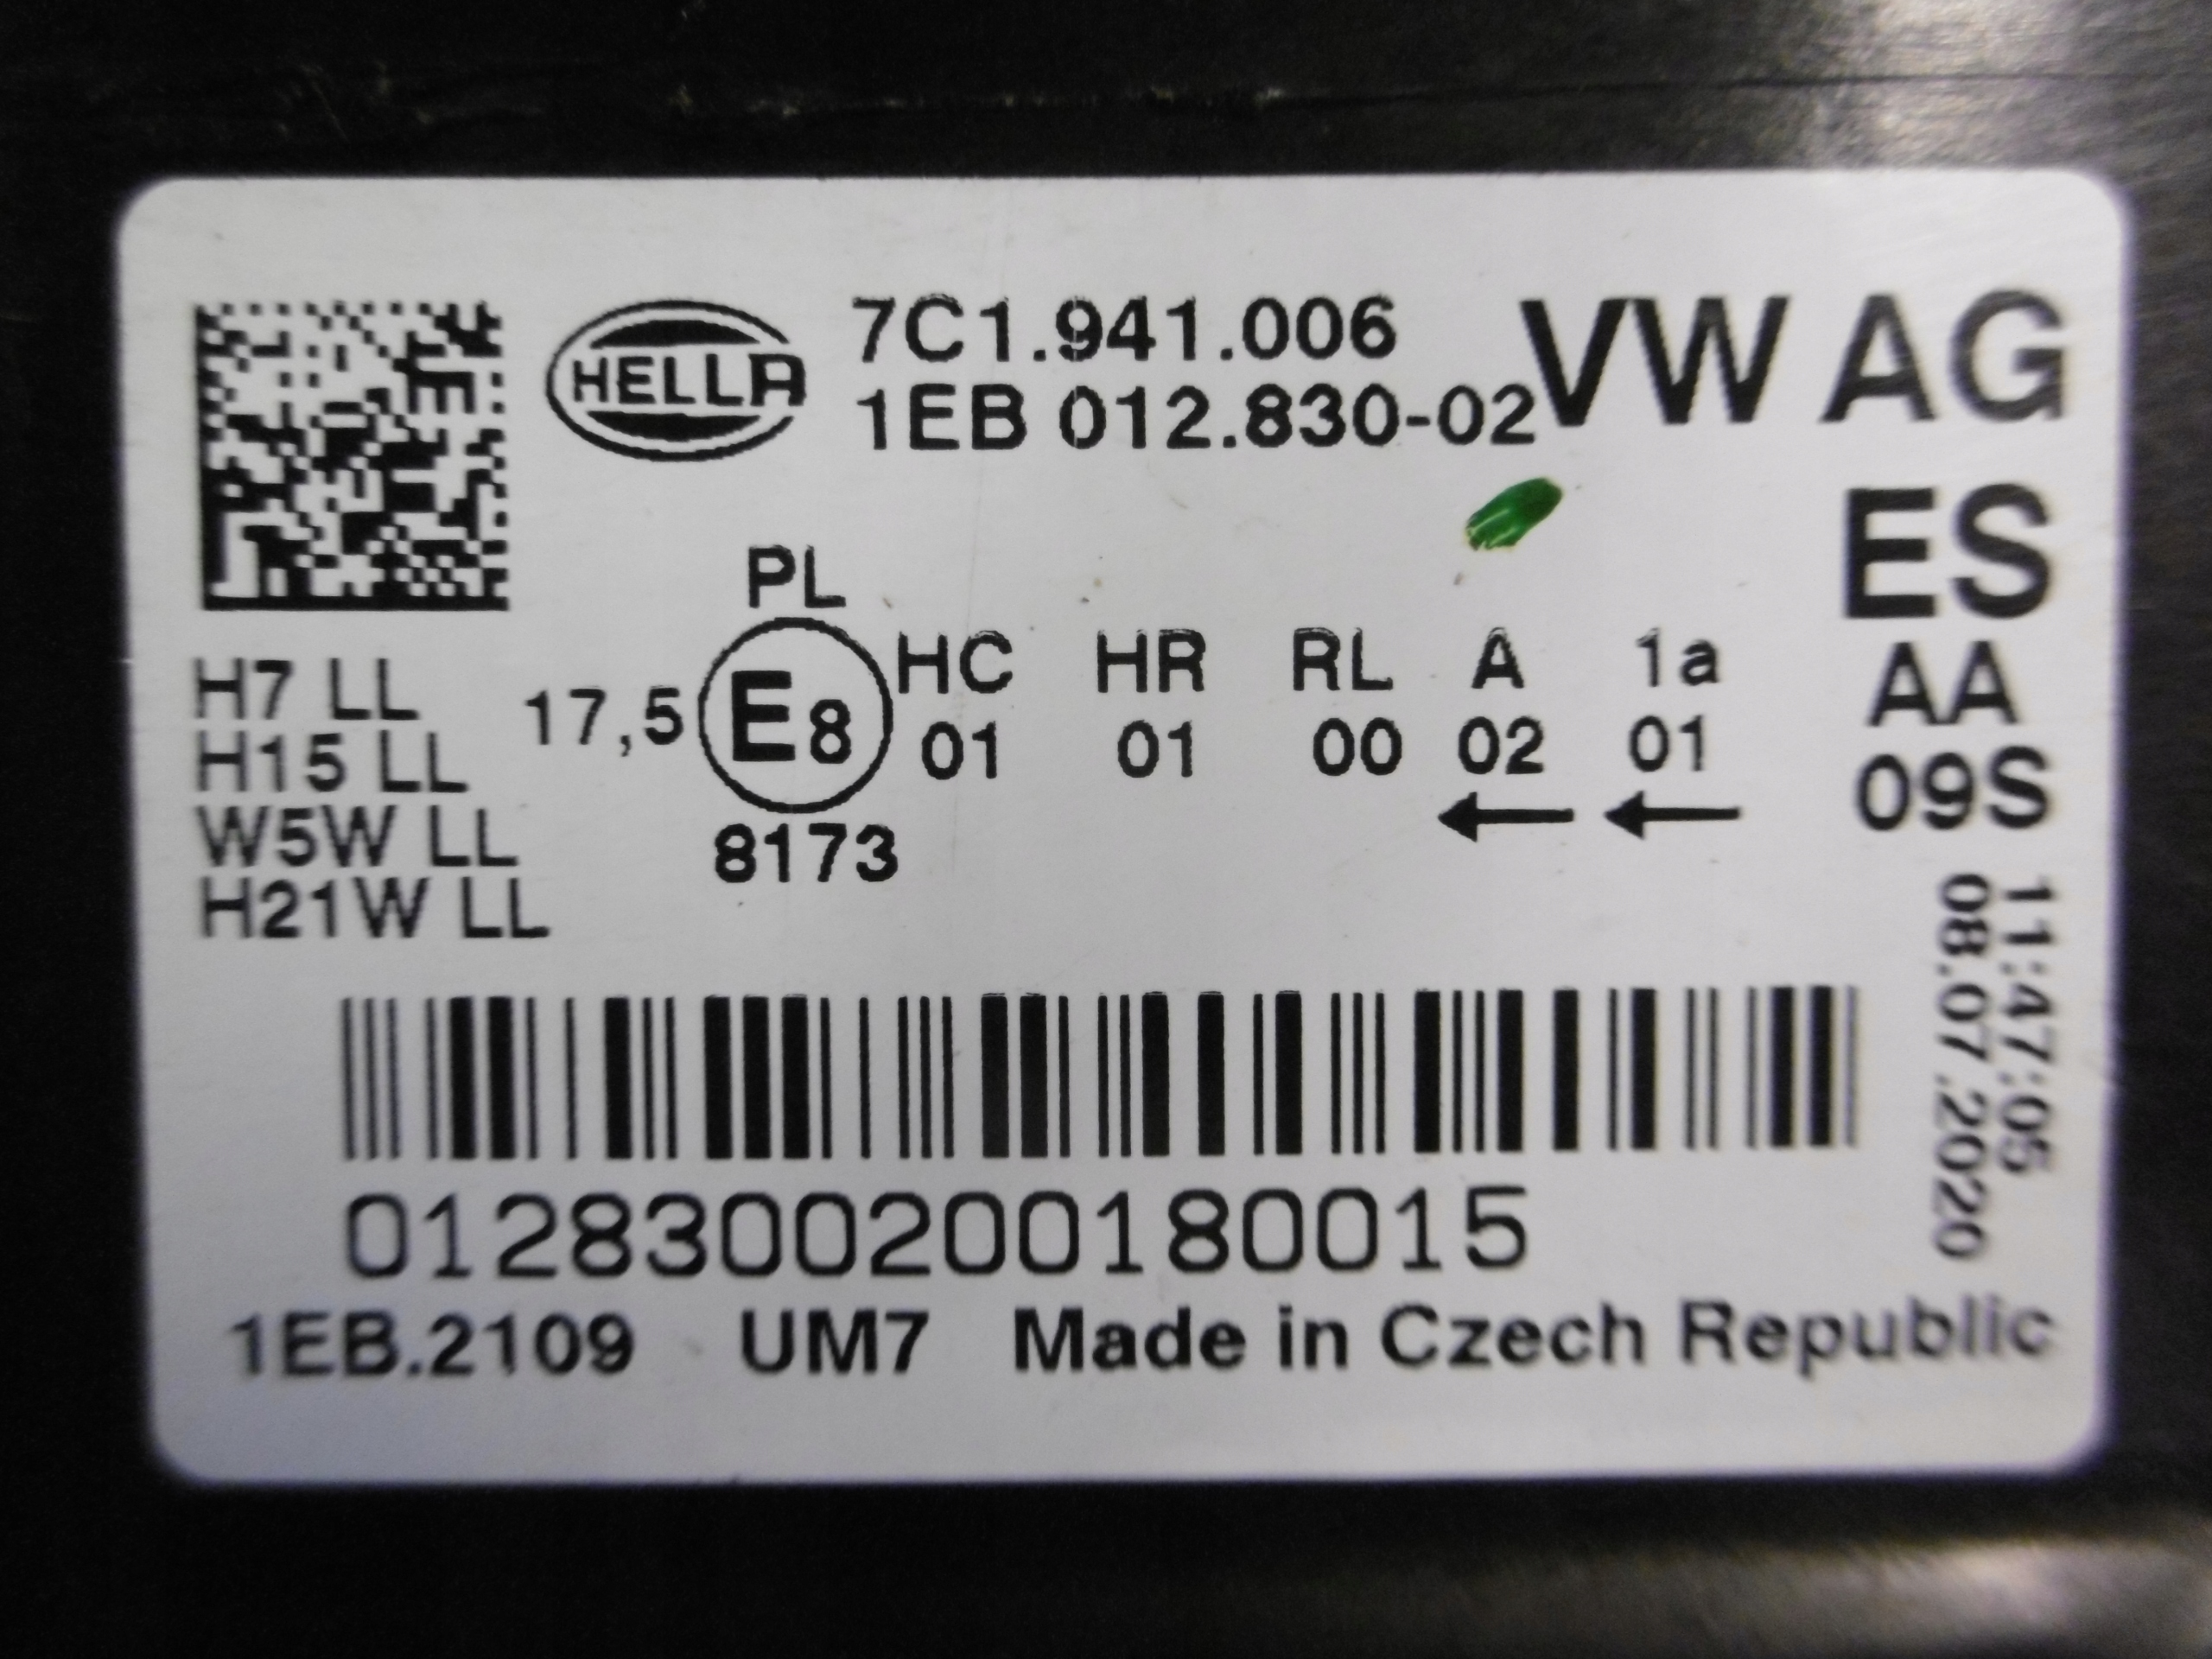 HELLA
7C1.941.006
1EB 012.830-02
VW AG
ES
AA
09S
PL
17,5 E8 HC HR RL A 1a
01 01 00 02 01
← ←
8173
H7 LL
H15 LL
W5W LL
H21W LL
11:47:05
08.07.2020
0128300200180015
1EB.2109 UM7 Made in Czech Republic